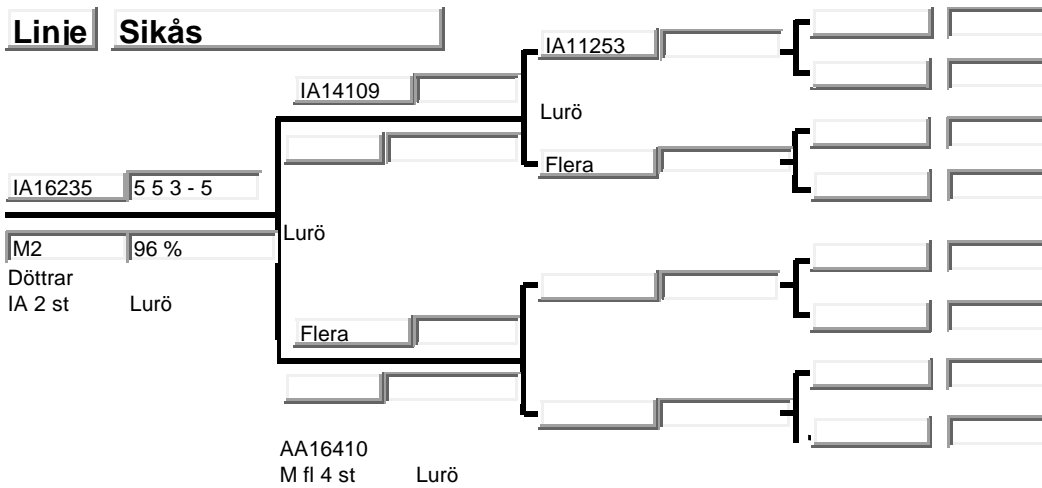 Linje Sikås
IA11253
IA14109
Lurö
Flera
IA16235 5 5 3 - 5
Lurö
M2 96 %
Döttrar
IA 2 st Lurö
Flera
AA16410
M fl 4 st Lurö